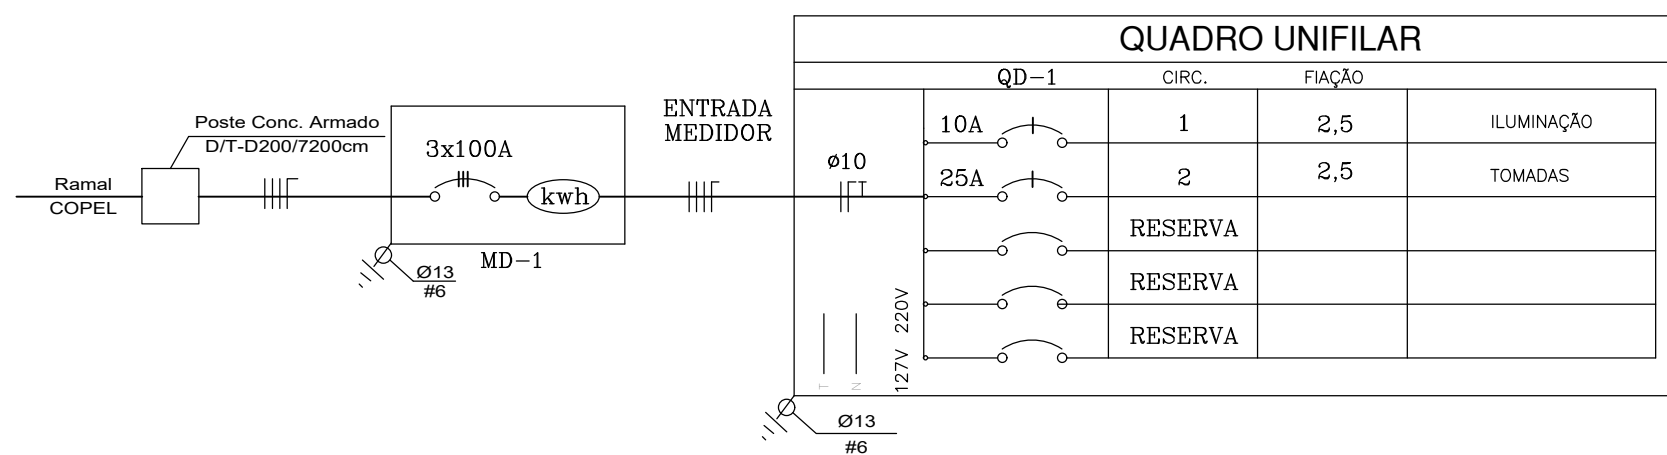 QUADRO UNIFILAR
QD-1 CIRC. FIAÇÃO
Poste Conc. Armado
D/T-D200/7200cm
Ramal
COPEL
3x100A
kwh
MD-1
Ø13
#6
ENTRADA
MEDIDOR
ø10
10A 1 2,5 ILUMINAÇÃO
25A 2 2,5 TOMADAS
RESERVA
RESERVA
RESERVA
127V 220V
T N
Ø13
#6